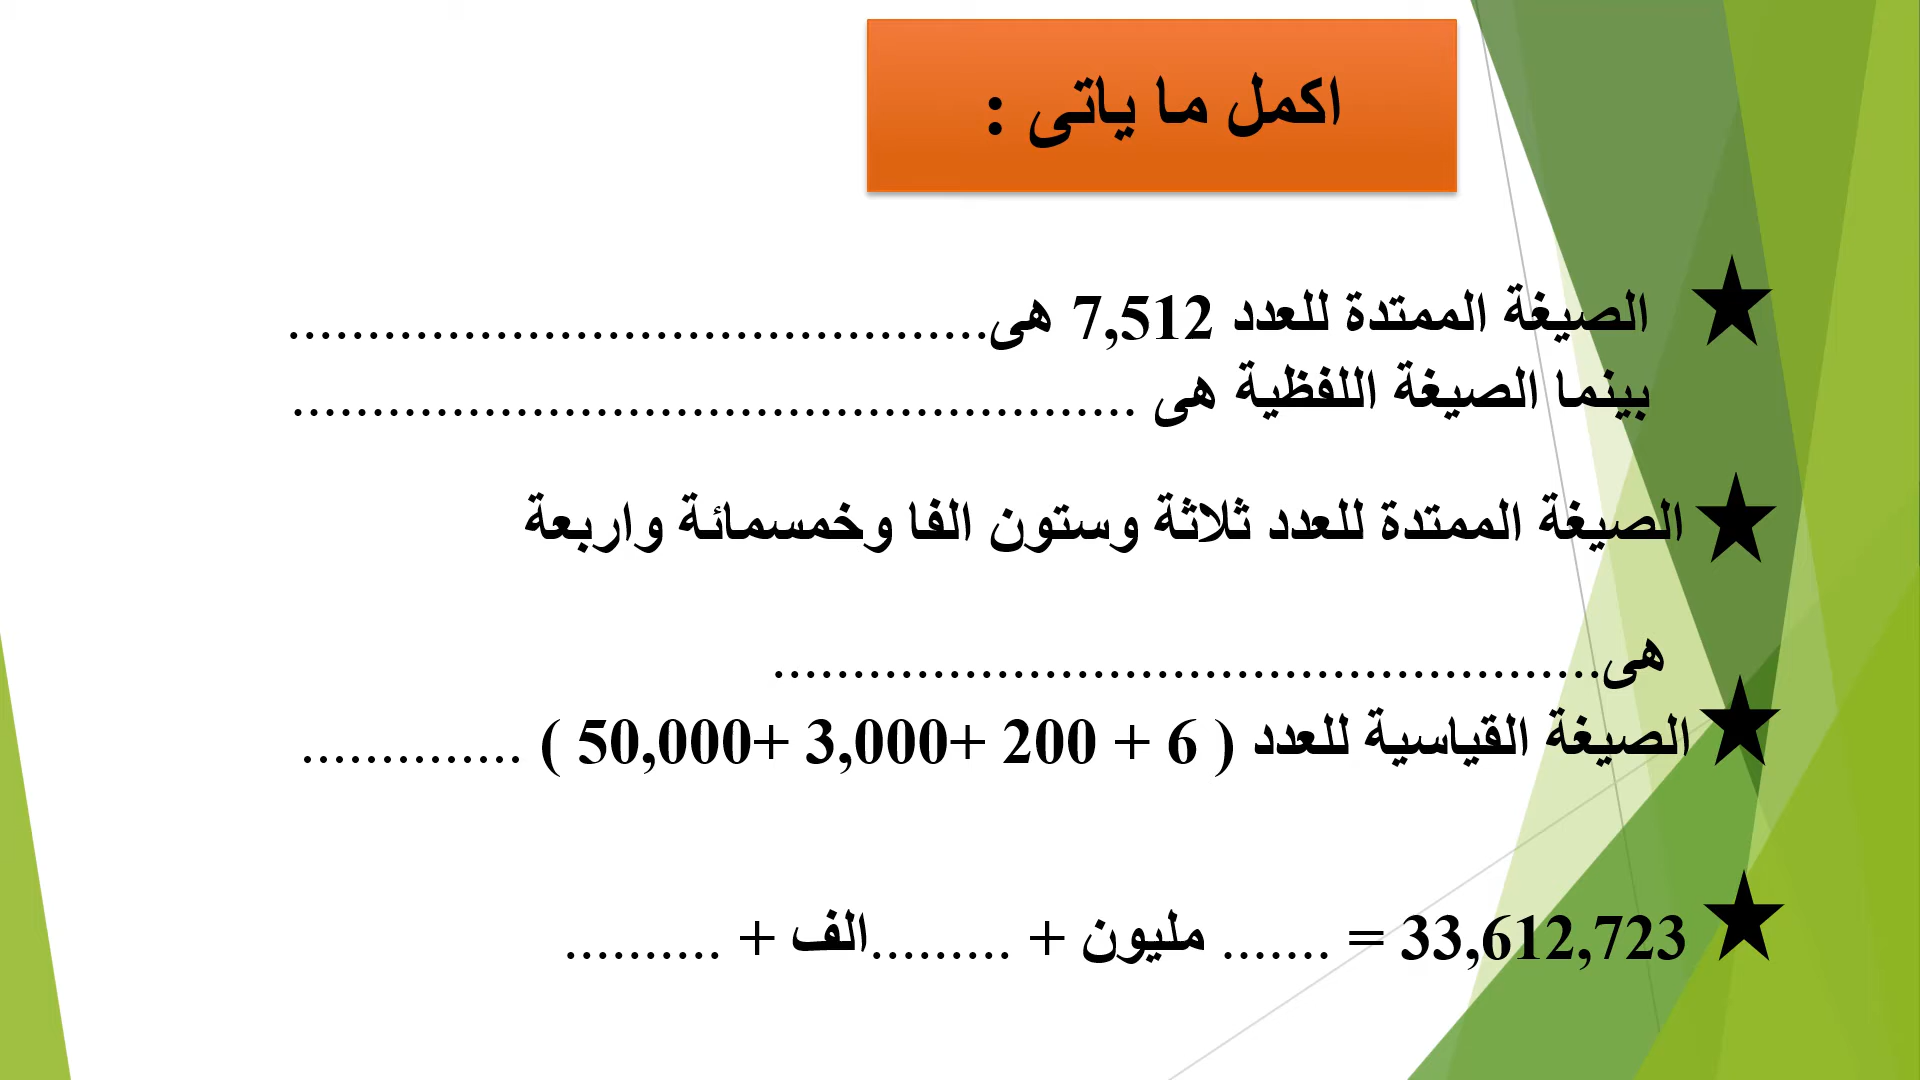 اكمل ما ياتى :
الصيغة الممتدة للعدد 7,512 هى............................................
بينما الصيغة اللفظية هى .....................................................
الصيغة الممتدة للعدد ثلاثة وستون الفا وخمسمائة واربعة
هى....................................................
الصيغة القياسية للعدد ( 6 + 200 +3,000 +50,000 ) ..............
33,612,723 = ....... مليون + .........الف + ..........